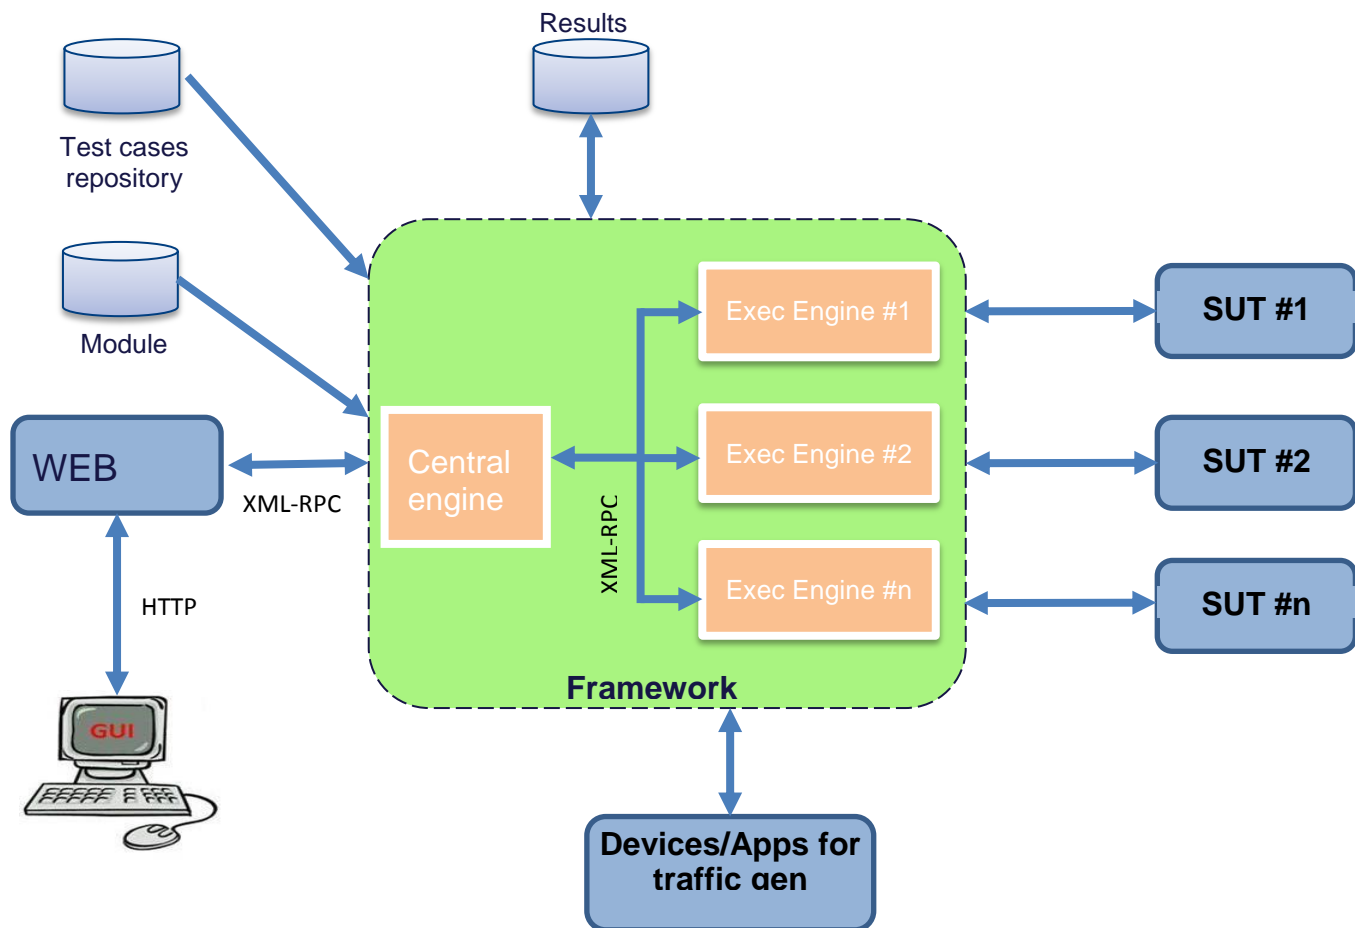 Results
Test cases
repository
Module
WEB
XML-RPC
HTTP
GUI
Central
engine
XML-RPC
Exec Engine #1
Exec Engine #2
Exec Engine #n
Framework
SUT #1
SUT #2
SUT #n
Devices/Apps for
traffic gen